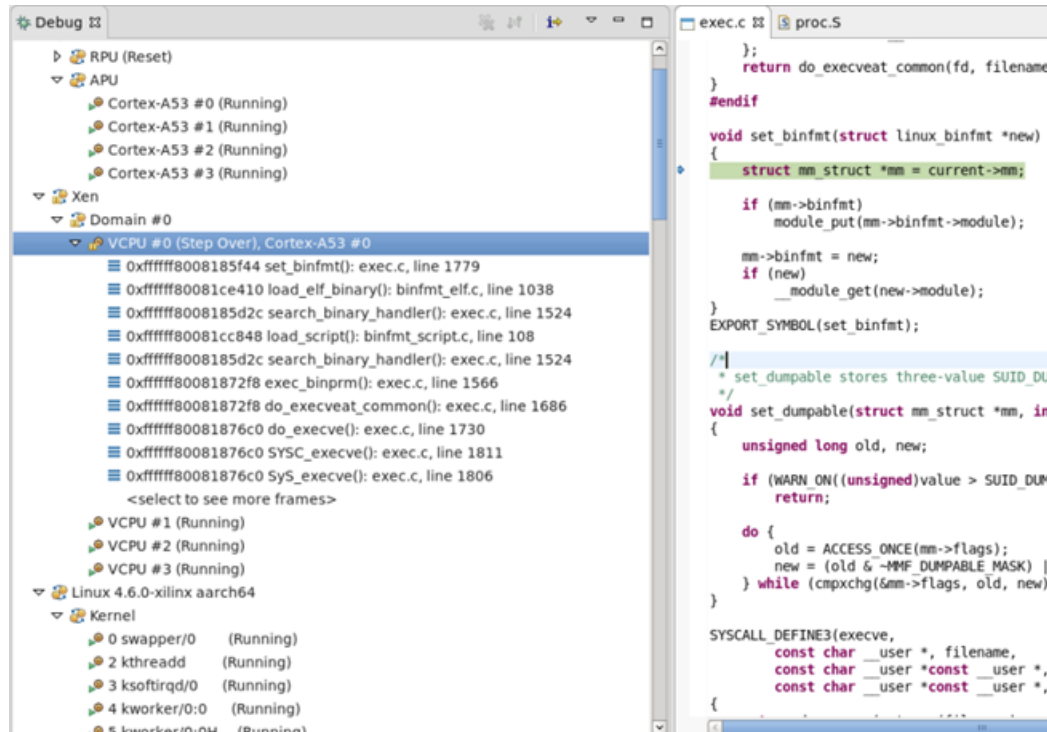 Debug
RPU (Reset)
APU
Cortex-A53 #0 (Running)
Cortex-A53 #1 (Running)
Cortex-A53 #2 (Running)
Cortex-A53 #3 (Running)
Xen
Domain #0
VCPU #0 (Step Over), Cortex-A53 #0
0xffffff8008185f44 set_binfmt(): exec.c, line 1779
0xffffff80081ce410 load_elf_binary(): binfmt_elf.c, line 1038
0xffffff8008185d2c search_binary_handler(): exec.c, line 1524
0xffffff80081cc848 load_script(): binfmt_script.c, line 108
0xffffff8008185d2c search_binary_handler(): exec.c, line 1524
0xffffff80081872f8 exec_binprm(): exec.c, line 1566
0xffffff80081872f8 do_execveat_common(): exec.c, line 1686
0xffffff80081876c0 do_execve(): exec.c, line 1730
0xffffff80081876c0 SYSC_execve(): exec.c, line 1811
0xffffff80081876c0 SyS_execve(): exec.c, line 1806
<select to see more frames>
VCPU #1 (Running)
VCPU #2 (Running)
VCPU #3 (Running)
Linux 4.6.0-xilinx aarch64
Kernel
0 swapper/0 (Running)
2 kthreadd (Running)
3 ksoftirqd/0 (Running)
4 kworker/0:0 (Running)
5 kworker/0:0H (Running)
exec.c proc.S
};
return do_execveat_common(fd, filename
}
#endif
void set_binfmt(struct linux_binfmt *new)
{
struct mm_struct *mm = current->mm;
if (mm->binfmt)
module_put(mm->binfmt->module);
mm->binfmt = new;
if (new)
__module_get(new->module);
}
EXPORT_SYMBOL(set_binfmt);
/*
* set_dumpable stores three-value SUID_DU
*/
void set_dumpable(struct mm_struct *mm, in
{
unsigned long old, new;
if (WARN_ON((unsigned)value > SUID_DUM
return;
do {
old = ACCESS_ONCE(mm->flags);
new = (old & ~MMF_DUMPABLE_MASK) |
} while (cmpxchg(&mm->flags, old, new)
}
SYSCALL_DEFINE3(execve,
const char __user *, filename,
const char __user *const __user *,
const char __user *const __user *,
{